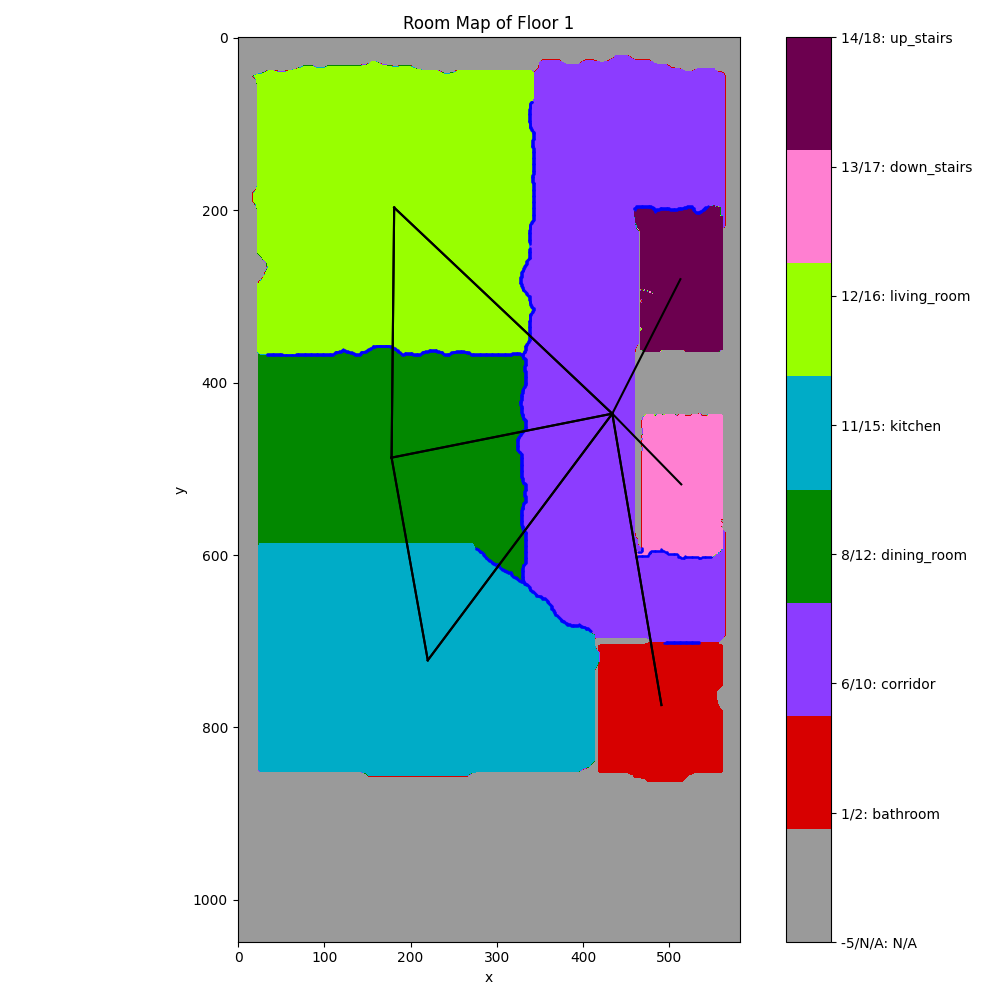 Room Map of Floor 1
0
200
400
600
800
1000
y
0 100 200 300 400 500
x
14/18: up_stairs
13/17: down_stairs
12/16: living_room
11/15: kitchen
8/12: dining_room
6/10: corridor
1/2: bathroom
-5/N/A: N/A